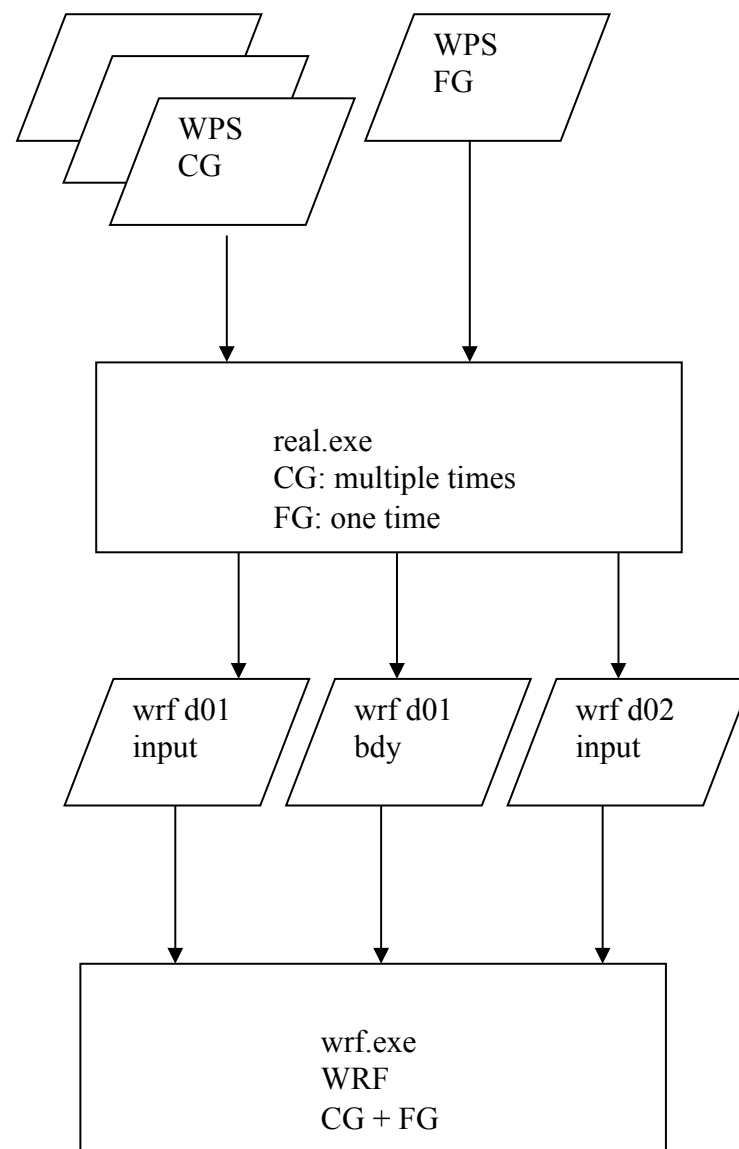 WPS
CG
WPS
FG
real.exe
CG: multiple times
FG: one time
wrf d01
input
wrf d01
bdy
wrf d02
input
wrf.exe
WRF
CG + FG